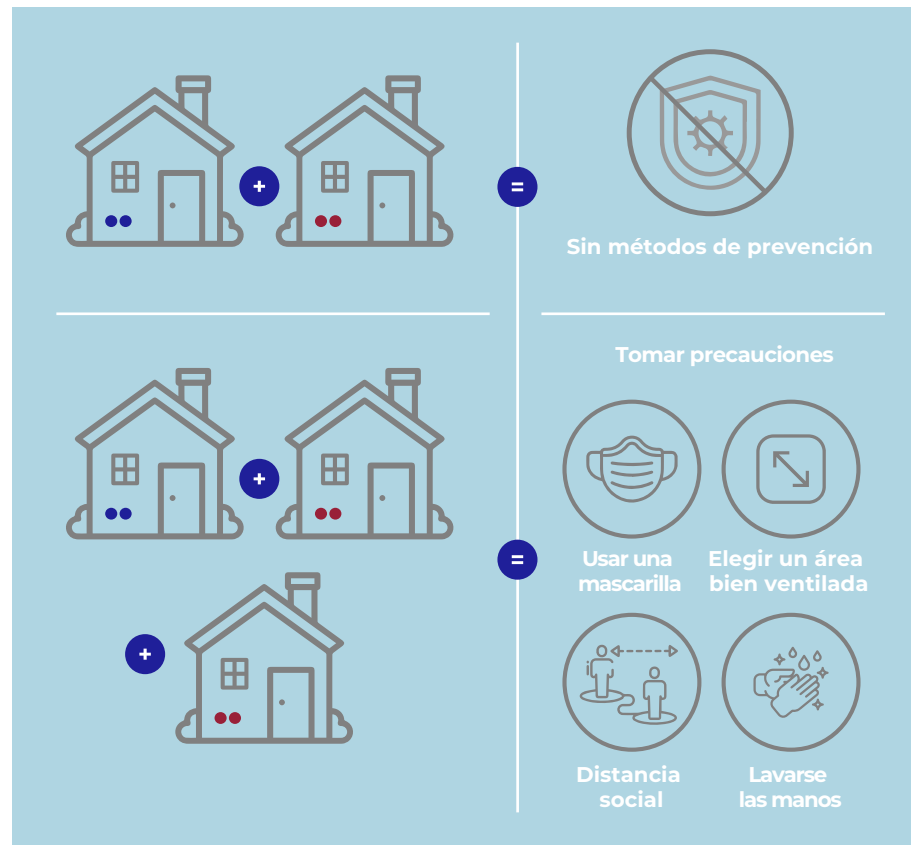 +
=
Sin métodos de prevención
Tomar precauciones
+
=
Usar una
mascarilla
Elegir un área
bien ventilada
+
Distancia
social
Lavarse
las manos